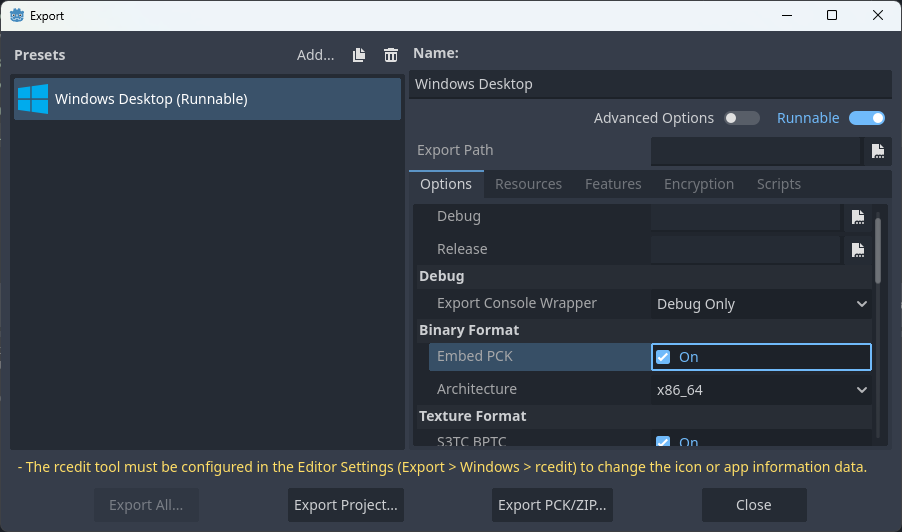 Export
Presets
Add...
Name:
Windows Desktop (Runnable)
Windows Desktop
Advanced Options
Runnable
Export Path
Options
Resources
Features
Encryption
Scripts
Debug
Release
Debug
Export Console Wrapper
Debug Only
Binary Format
Embed PCK
On
Architecture
x86_64
Texture Format
S3TC BPTC
On
- The rcedit tool must be configured in the Editor Settings (Export > Windows > rcedit) to change the icon or app information data.
Export All...
Export Project...
Export PCK/ZIP...
Close